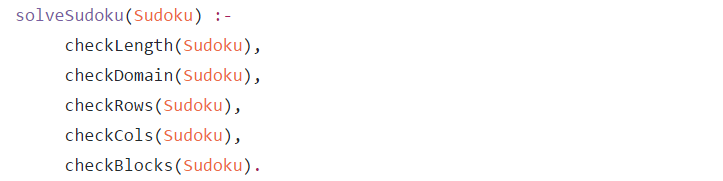 solveSudoku(Sudoku) :-
     checkLength(Sudoku),
     checkDomain(Sudoku),
     checkRows(Sudoku),
     checkCols(Sudoku),
     checkBlocks(Sudoku).